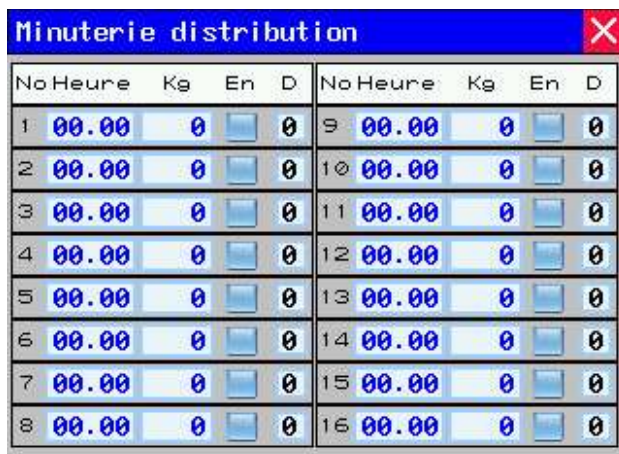 Minuterie distribution
No Heure Kg En D No Heure Kg En D
1 00.00 0 0 9 00.00 0 0
2 00.00 0 0 10 00.00 0 0
3 00.00 0 0 11 00.00 0 0
4 00.00 0 0 12 00.00 0 0
5 00.00 0 0 13 00.00 0 0
6 00.00 0 0 14 00.00 0 0
7 00.00 0 0 15 00.00 0 0
8 00.00 0 0 16 00.00 0 0